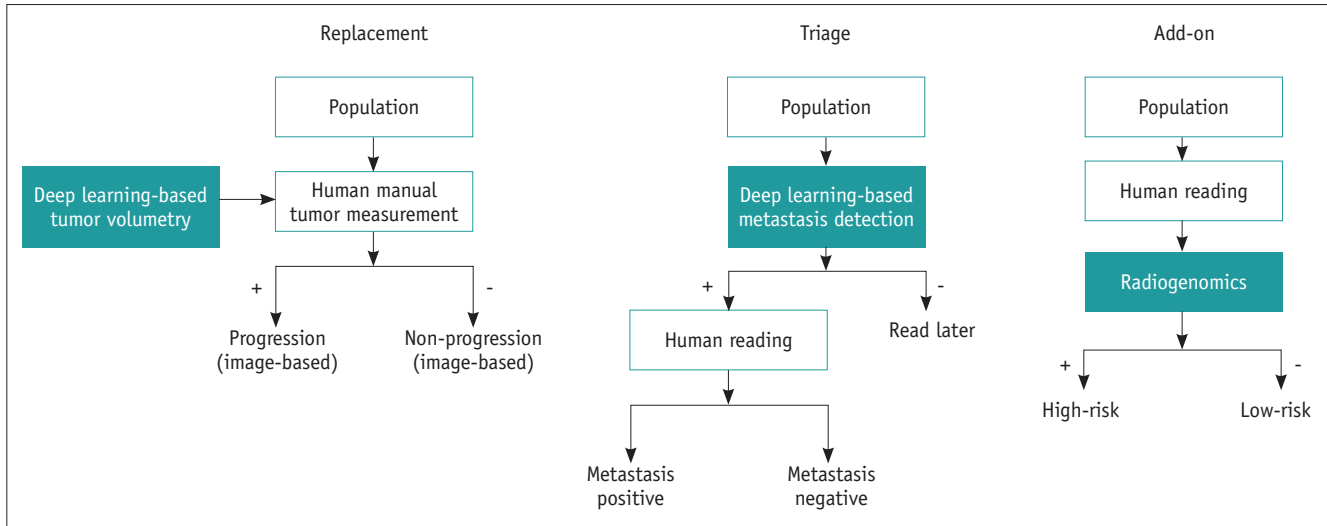 Replacement
Population
Deep learning-based
tumor volumetry
Human manual
tumor measurement
+
-
Progression
(image-based)
Non-progression
(image-based)
Triage
Population
Deep learning-based
metastasis detection
+
-
Human reading
Read later
Metastasis
positive
Metastasis
negative
Add-on
Population
Human reading
Radiogenomics
+
-
High-risk
Low-risk